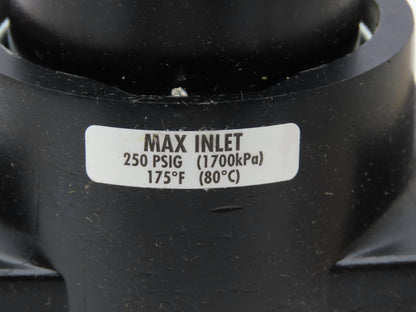 MAX INLET
250 PSIG (1700kPa)
175°F (80°C)